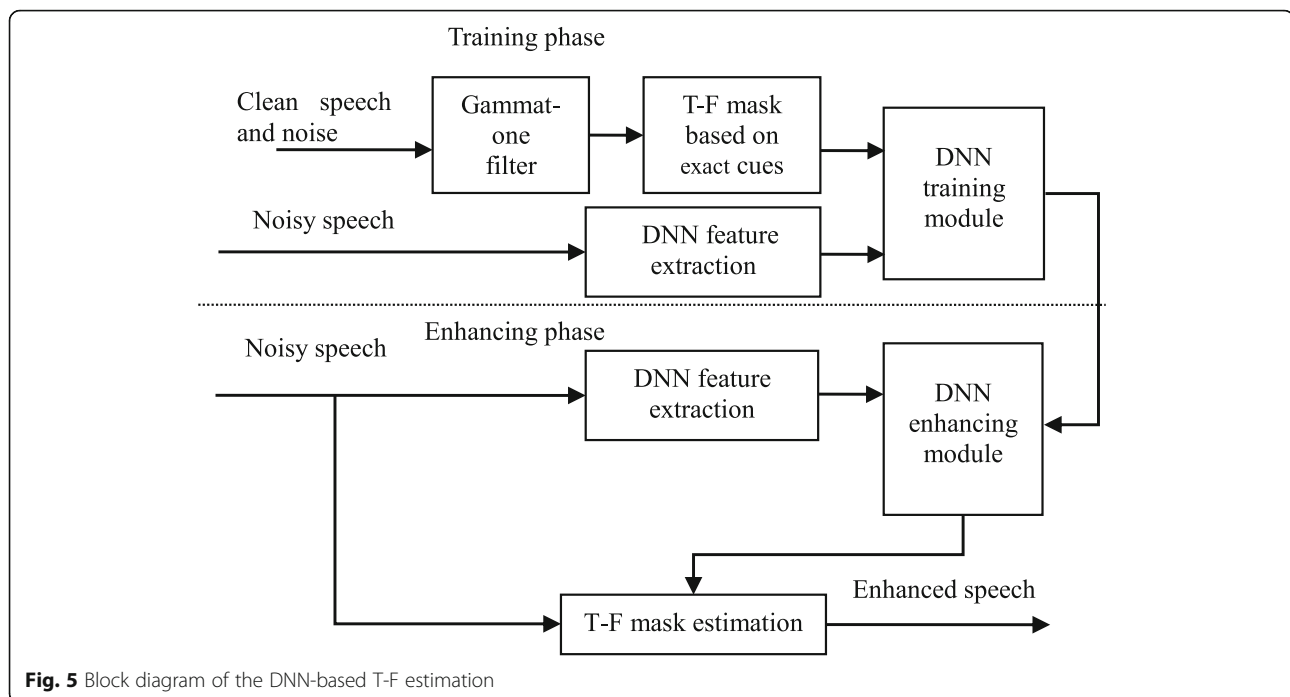 Training phase
Clean speech
and noise
Gammat-
one
filter
T-F mask
based on
exact cues
DNN
training
module
Noisy speech
DNN feature
extraction
Enhancing phase
Noisy speech
DNN feature
extraction
DNN
enhancing
module
T-F mask estimation
Enhanced speech
Fig. 5 Block diagram of the DNN-based T-F estimation